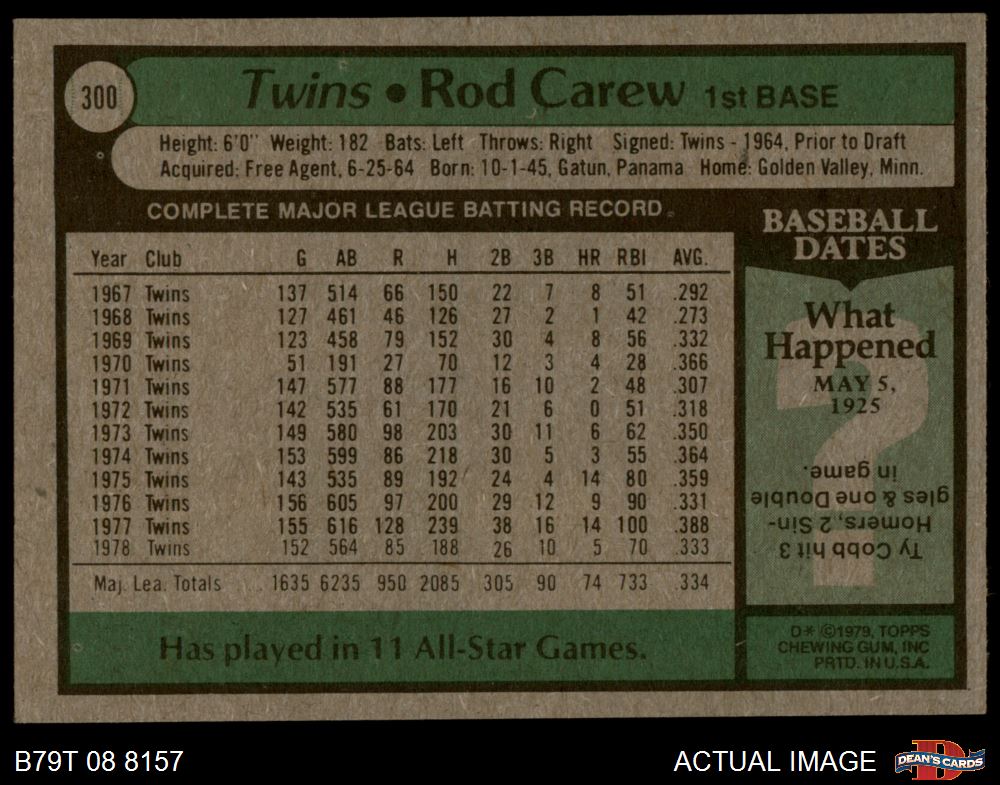 300
Twins • Rod Carew 1st BASE
Height: 6'0" Weight: 182 Bats: Left Throws: Right Signed: Twins - 1964, Prior to Draft
Acquired: Free Agent, 6-25-64 Born: 10-1-45, Gatun, Panama Home: Golden Valley, Minn.
COMPLETE MAJOR LEAGUE BATTING RECORD.
Year Club G AB R H 2B 3B HR RBI AVG.
1967 Twins 137 514 66 150 22 7 8 51 .292
1968 Twins 127 461 46 126 27 2 1 42 .273
1969 Twins 123 458 79 152 30 4 8 56 .332
1970 Twins 51 191 27 70 12 3 4 28 .366
1971 Twins 147 577 88 177 16 10 2 48 .307
1972 Twins 142 535 61 170 21 6 0 51 .318
1973 Twins 149 580 98 203 30 11 6 62 .350
1974 Twins 153 599 86 218 30 5 3 55 .364
1975 Twins 143 535 89 192 24 4 14 80 .359
1976 Twins 156 605 97 200 29 12 9 90 .331
1977 Twins 155 616 128 239 38 16 14 100 .388
1978 Twins 152 564 85 188 26 10 5 70 .333
Maj. Lea. Totals 1635 6235 950 2085 305 90 74 733 .334
Has played in 11 All-Star Games.
BASEBALL
DATES
What
Happened
MAY 5,
1925
Ty Cobb hit 3
Homers, 2 Sin-
gles & one Double
in game.
D* ©1979, TOPPS
CHEWING GUM, INC
PRTD. IN U.S.A.
B79T 08 8157
ACTUAL IMAGE
DEAN'S CARDS